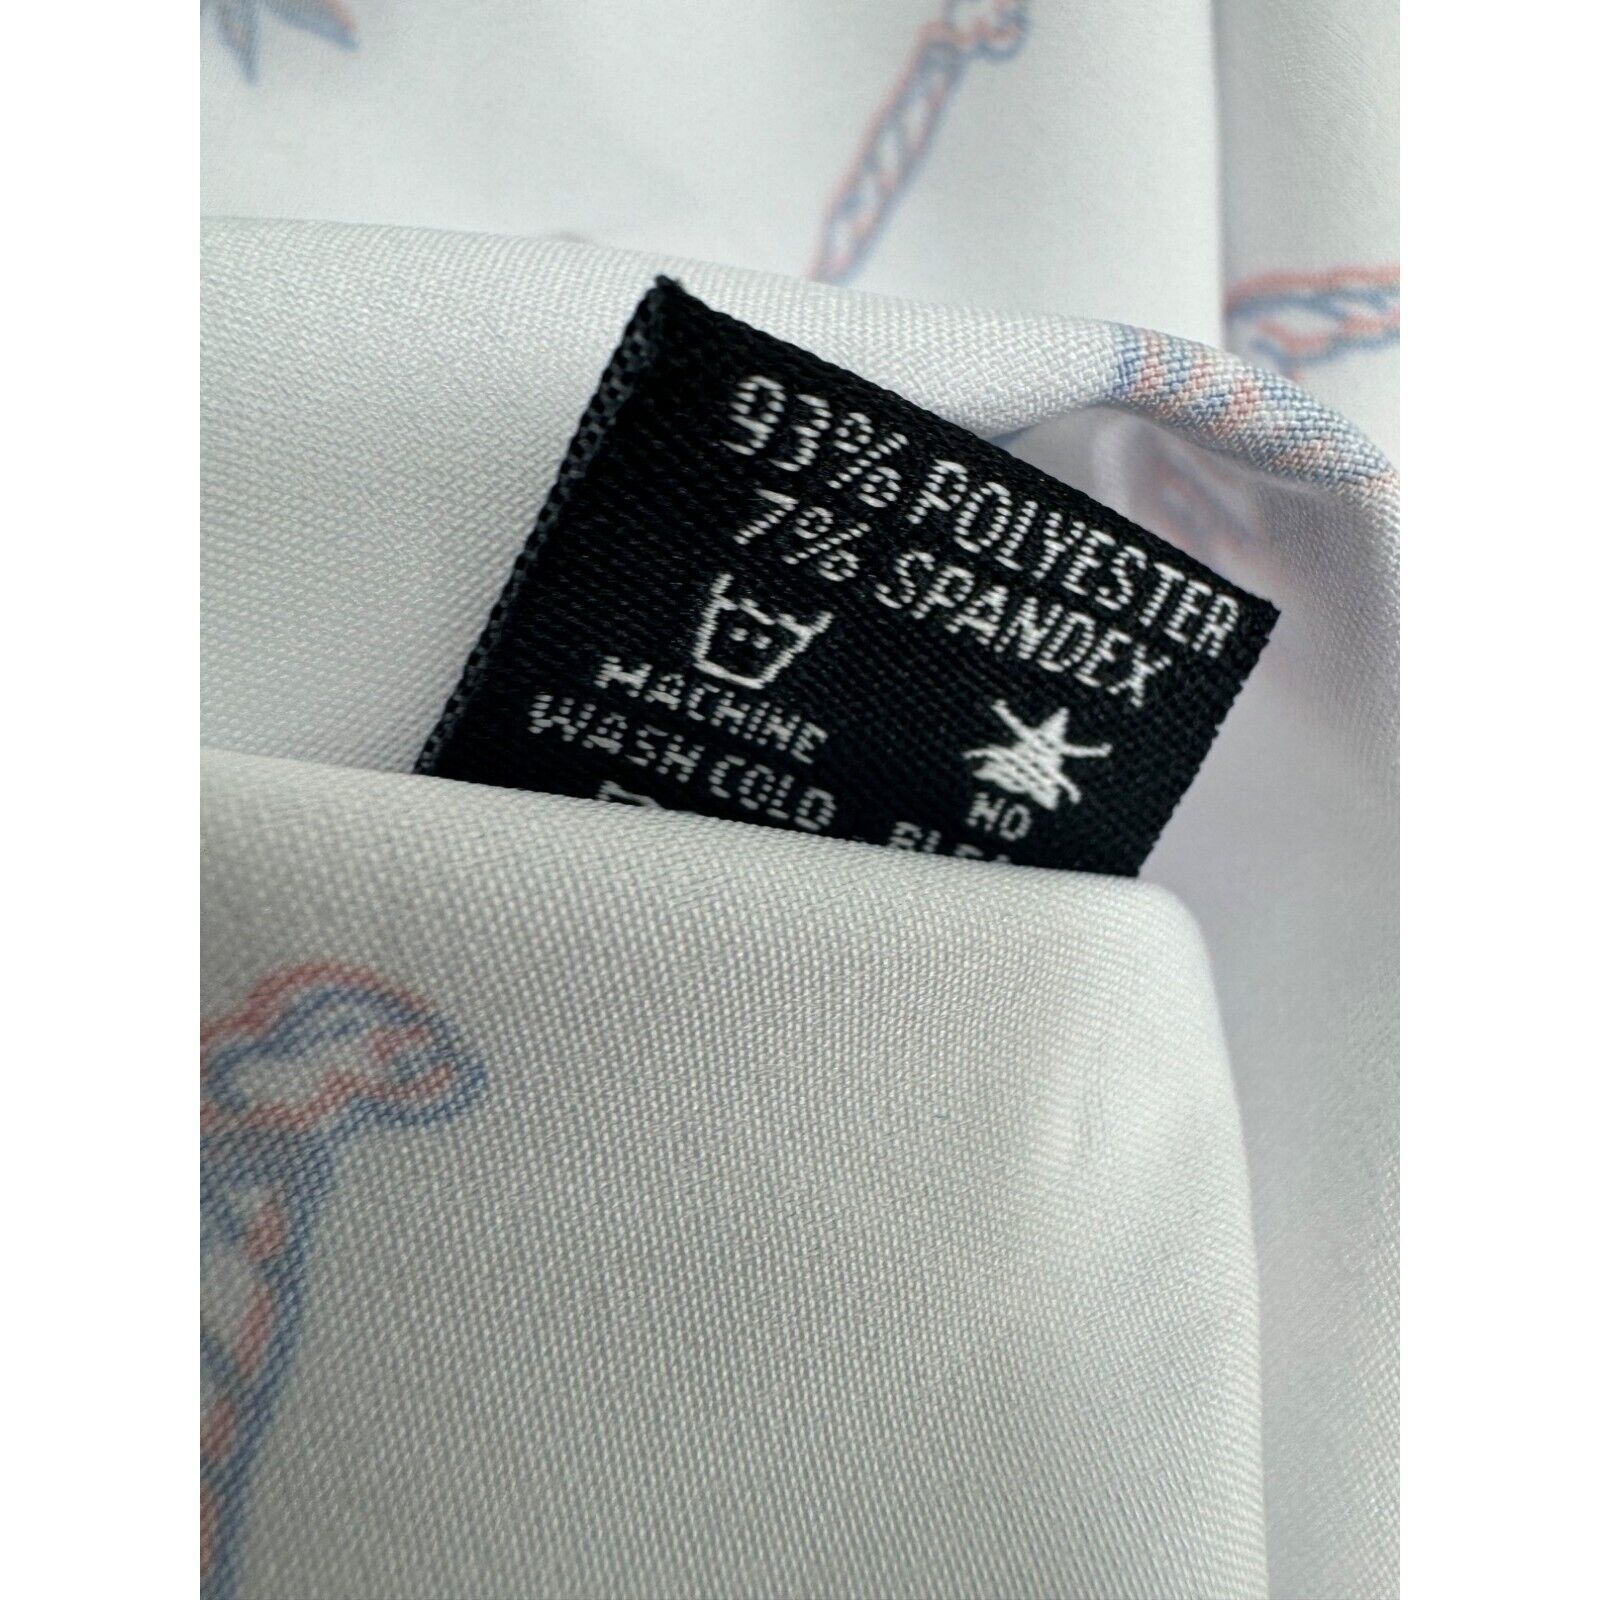 93% POLYESTER
7% SPANDEX
MACHINE
WASH COLD
NO